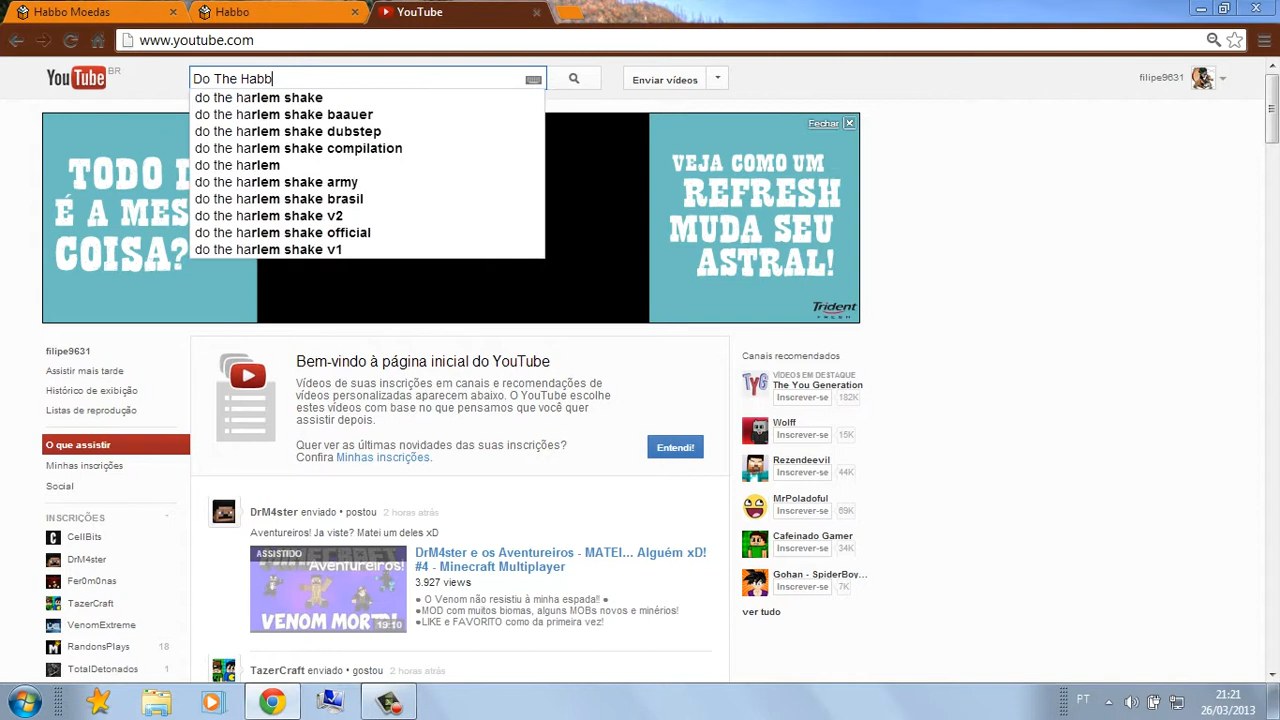 Habbo Moedas
Habbo
YouTube
www.youtube.com
YouTube BR
Do The Habb
Enviar vídeos
filipe9631
do the harlem shake
do the harlem shake baauer
do the harlem shake dubstep
do the harlem shake compilation
do the harlem
do the harlem shake army
do the harlem shake brasil
do the harlem shake v2
do the harlem shake official
do the harlem shake v1
TODO
É A MES
COISA?
Fechar
VEJA COMO UM
REFRESH
MUDA SEU
ASTRAL!
Trident
FRESH
filipe9631
Assistir mais tarde
Histórico de exibição
Listas de reprodução
O que assistir
Minhas inscrições
Social
INSCRIÇÕES
CellBits
DrM4ster
Fer0m0nas
TazerCraft
VenomExtreme
RandonsPlays 18
TotalDetonados 1
Bem-vindo à página inicial do YouTube
Vídeos de suas inscrições em canais e recomendações de
vídeos personalizadas aparecem abaixo. O YouTube escolhe
estes vídeos com base no que pensamos que você quer
assistir depois.
Quer ver as últimas novidades das suas inscrições?
Confira Minhas inscrições.
Entendi!
DrM4ster enviado • postou 2 horas atrás
Aventureiros! Ja viste? Matei um deles xD
ASSISTIDO
MINECRAFT
Aventureiros!
VENOM MORT
19:10
DrM4ster e os Aventureiros - MATEI... Alguém xD!
#4 - Minecraft Multiplayer
3.927 views
● O Venom não resistiu à minha espada!! ●
●MOD com muitos biomas, alguns MOBs novos e minérios!
●LIKE e FAVORITO como da primeira vez!
TazerCraft enviado • gostou 2 horas atrás
Canais recomendados
TYG
VÍDEOS EM DESTAQUE
The You Generation
Inscrever-se 182K
Wolff
Inscrever-se 15K
Rezendeevil
Inscrever-se 44K
MrPoladoful
Inscrever-se 69K
Cafeinado Gamer
Inscrever-se 34K
Gohan - SpiderBoy...
Inscrever-se 7K
ver tudo
PT
21:21
26/03/2013